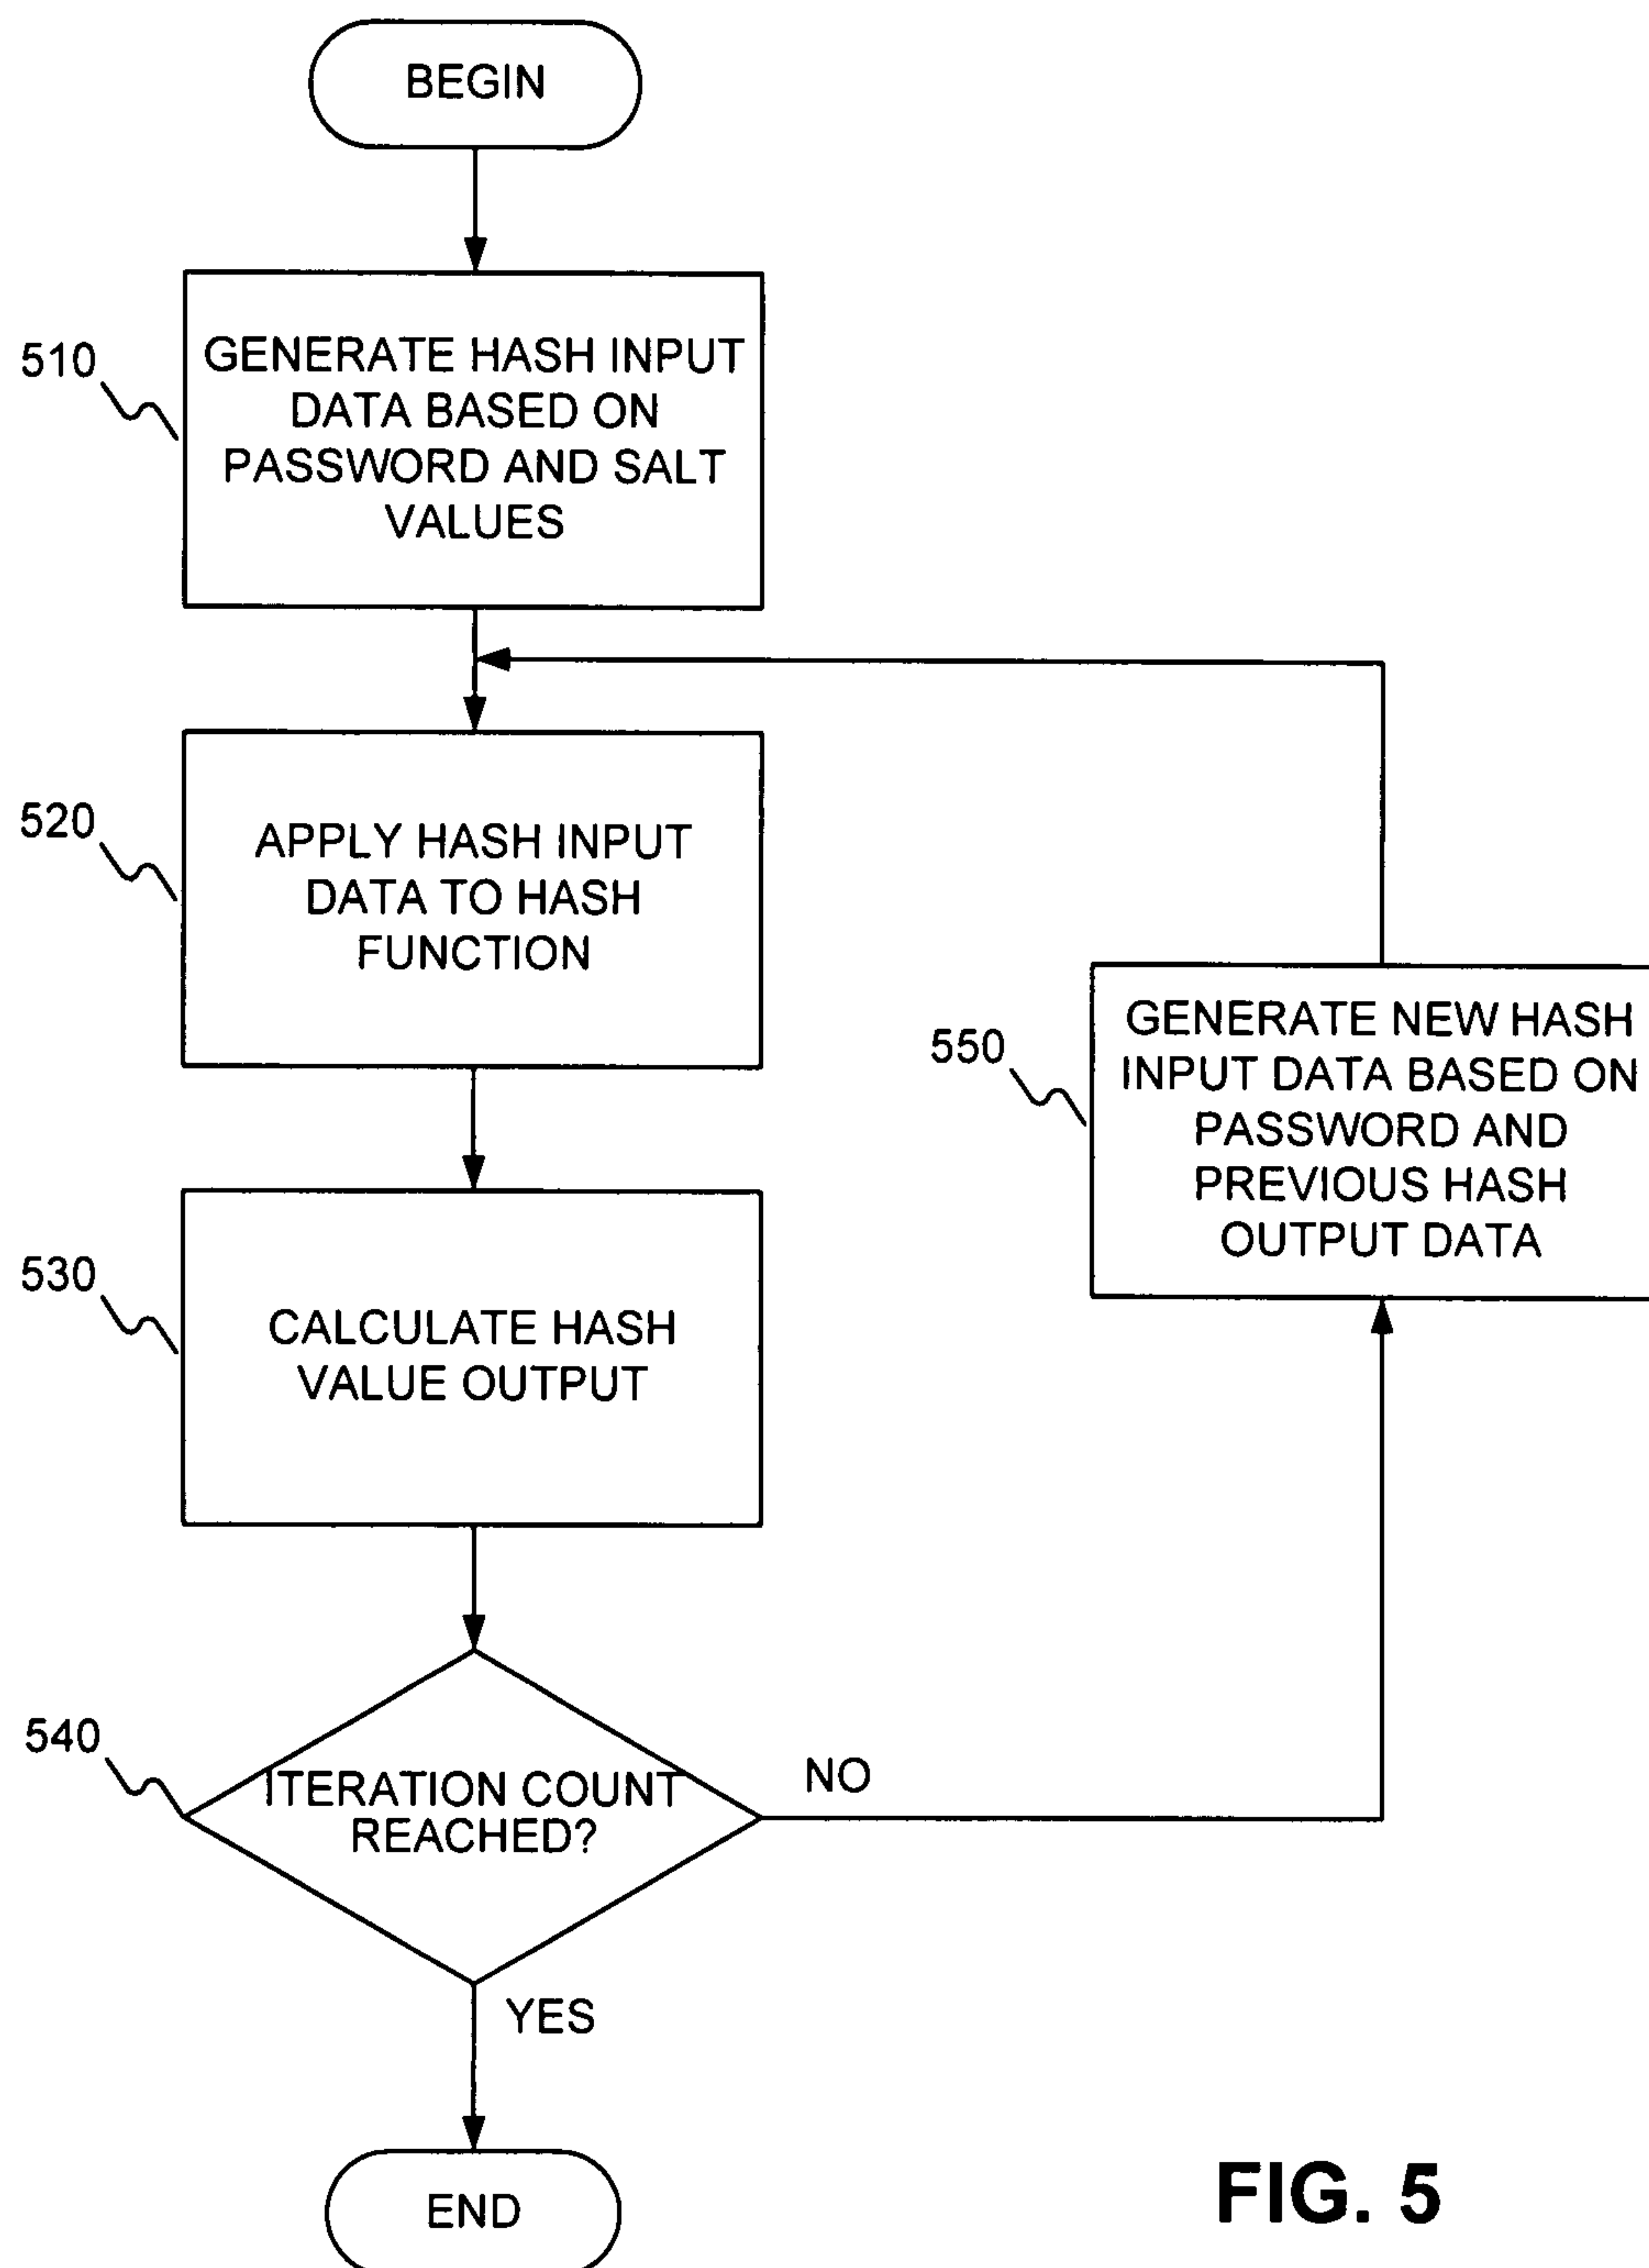 BEGIN
510
GENERATE HASH INPUT
DATA BASED ON
PASSWORD AND SALT
VALUES
520
APPLY HASH INPUT
DATA TO HASH
FUNCTION
550
GENERATE NEW HASH
INPUT DATA BASED ON
PASSWORD AND
PREVIOUS HASH
OUTPUT DATA
530
CALCULATE HASH
VALUE OUTPUT
540
ITERATION COUNT
REACHED?
NO
YES
END
FIG. 5